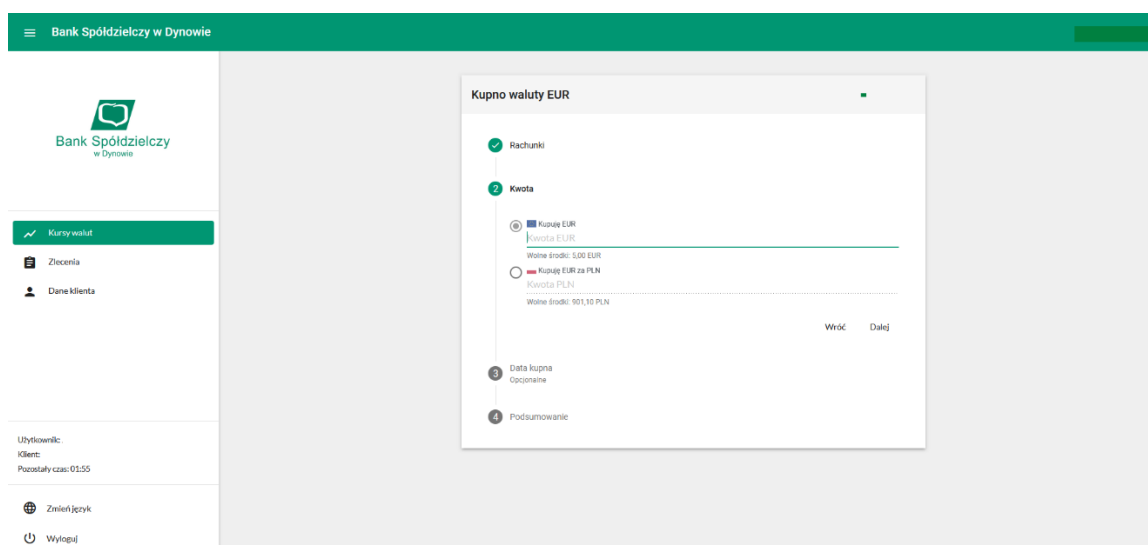 Bank Spółdzielczy w Dynowie
Bank Spółdzielczy
w Dynowie
Kursy walut
Zlecenia
Dane klienta
Użytkownik:
Klient:
Pozostały czas: 01:55
Zmień język
Wyloguj
Kupno waluty EUR
Rachunki
2 Kwota
Kupuję EUR
Kwota EUR
Wolne środki: 5,00 EUR
Kupuję EUR za PLN
Kwota PLN
Wolne środki: 901,10 PLN
Wróć Dalej
3 Data kupna
Opcjonalne
4 Podsumowanie